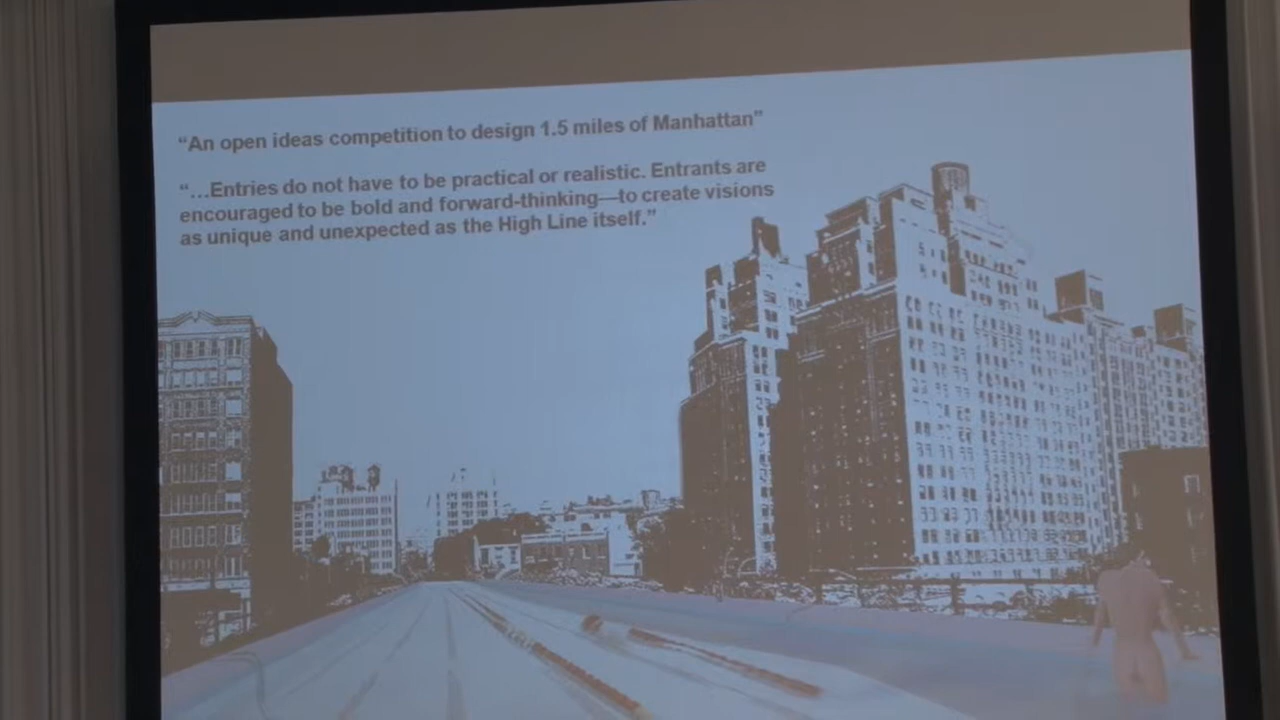 “An open ideas competition to design 1.5 miles of Manhattan”
“…Entries do not have to be practical or realistic. Entrants are
encouraged to be bold and forward-thinking—to create visions
as unique and unexpected as the High Line itself.”